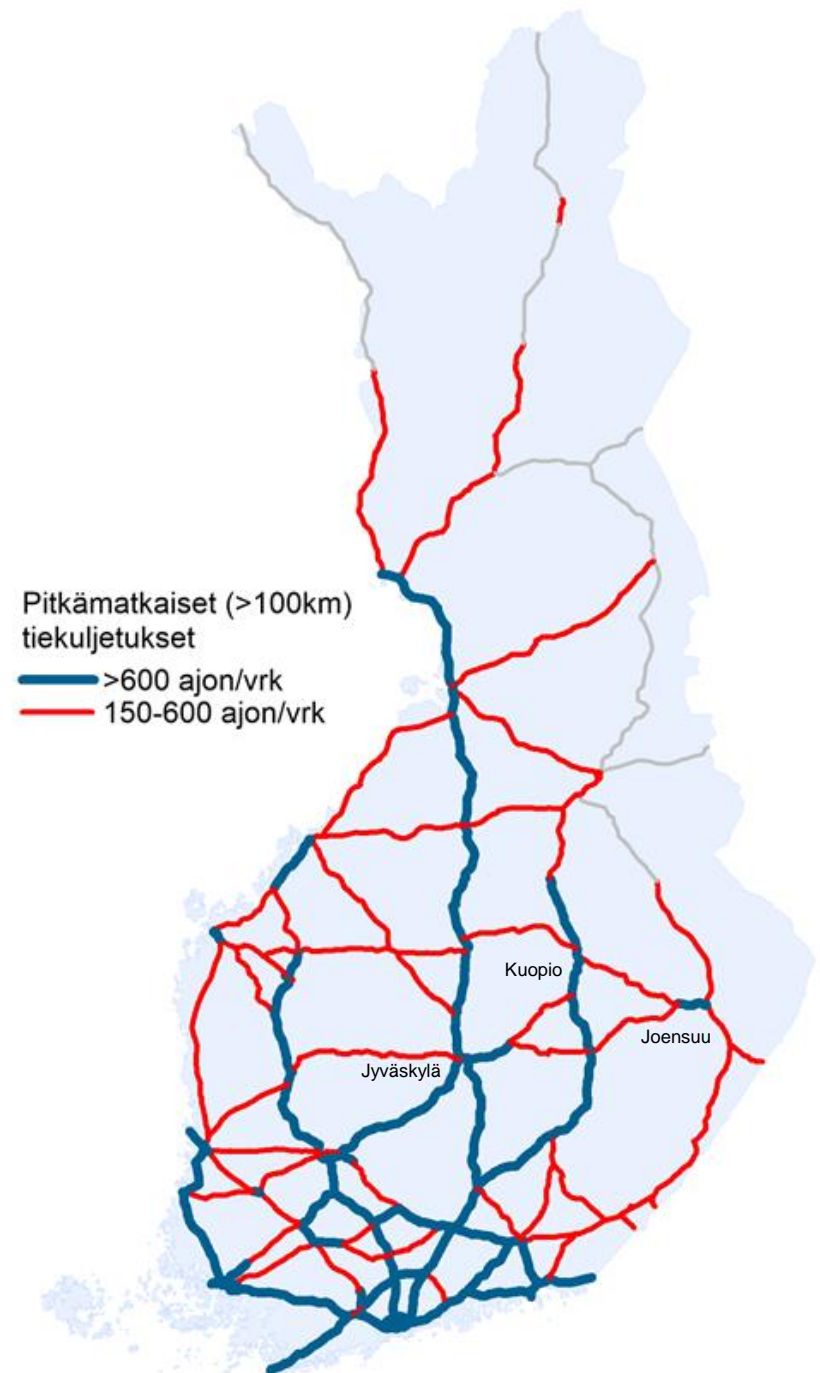 Pitkämatkaiset (>100km)
tiekuljetukset
>600 ajon/vrk
150-600 ajon/vrk
Kuopio
Joensuu
Jyväskylä